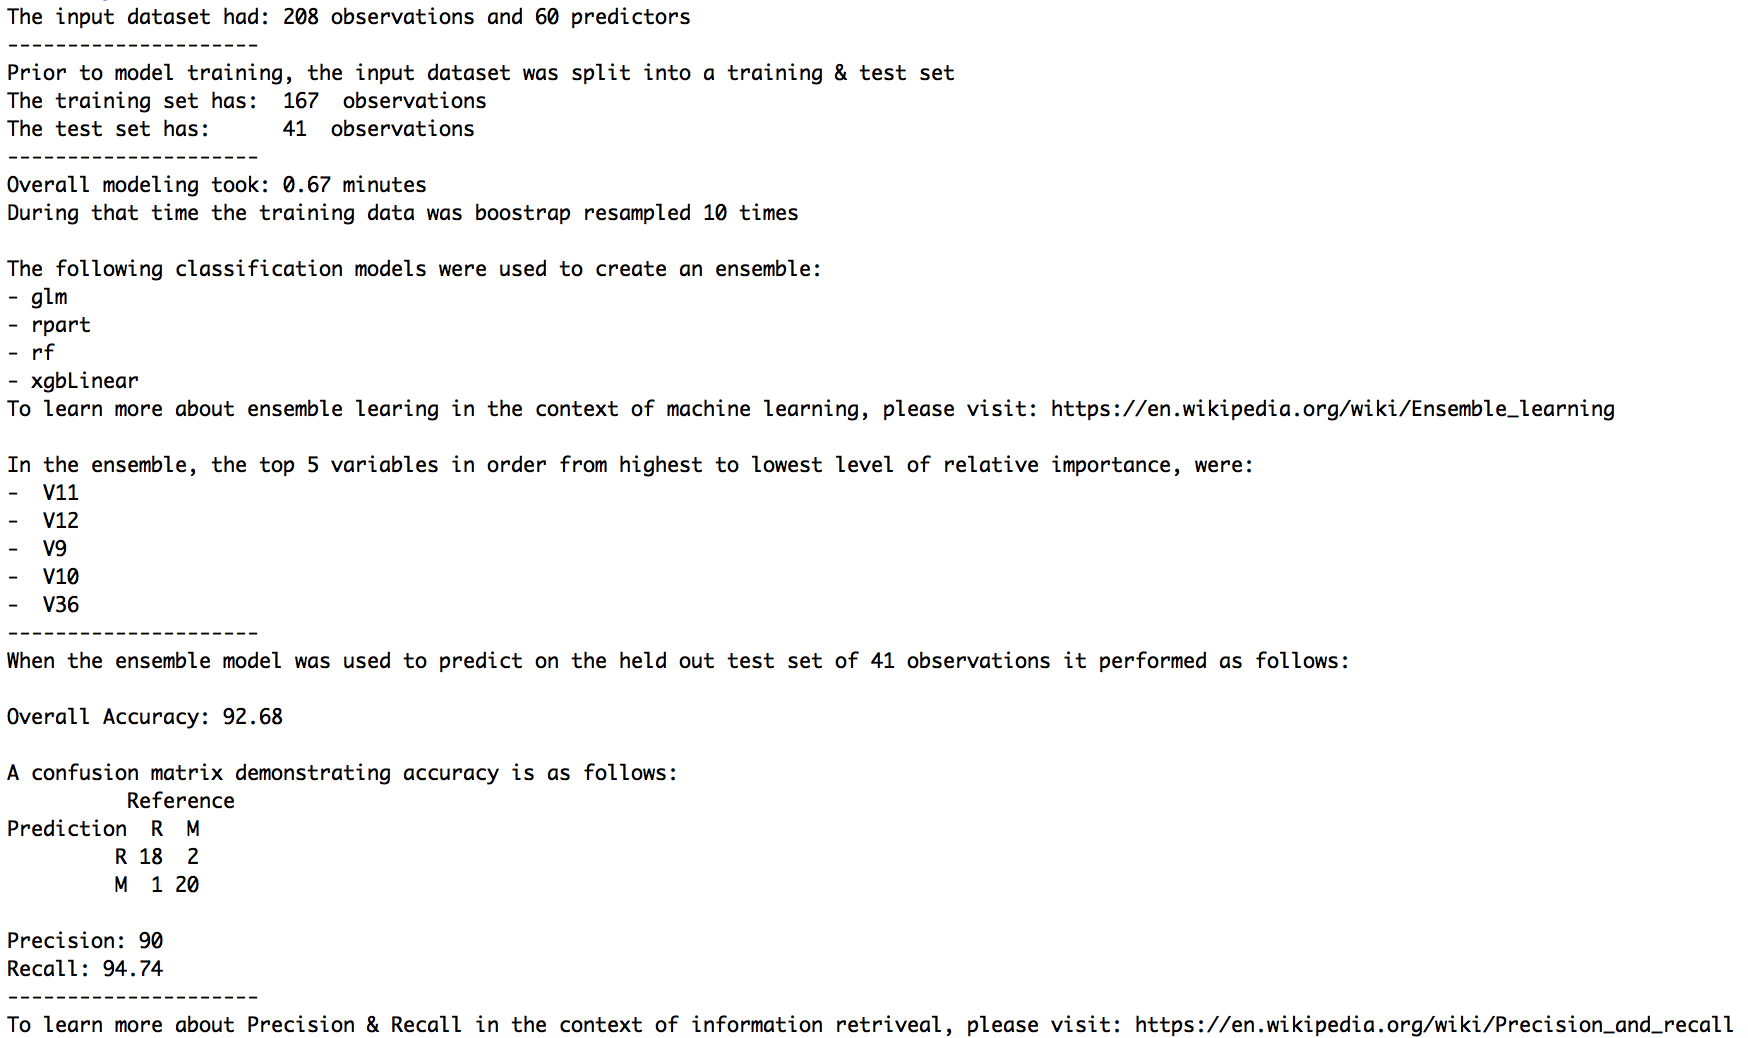 The input dataset had: 208 observations and 60 predictors
---------------------
Prior to model training, the input dataset was split into a training & test set
The training set has:  167  observations
The test set has:      41  observations
---------------------
Overall modeling took: 0.67 minutes
During that time the training data was boostrap resampled 10 times
The following classification models were used to create an ensemble:
- glm
- rpart
- rf
- xgbLinear
To learn more about ensemble learing in the context of machine learning, please visit: https://en.wikipedia.org/wiki/Ensemble_learning
In the ensemble, the top 5 variables in order from highest to lowest level of relative importance, were:
-  V11
-  V12
-  V9
-  V10
-  V36
---------------------
When the ensemble model was used to predict on the held out test set of 41 observations it performed as follows:
Overall Accuracy: 92.68
A confusion matrix demonstrating accuracy is as follows:
          Reference
Prediction  R  M
         R 18  2
         M  1 20
Precision: 90
Recall: 94.74
---------------------
To learn more about Precision & Recall in the context of information retriveal, please visit: https://en.wikipedia.org/wiki/Precision_and_recall